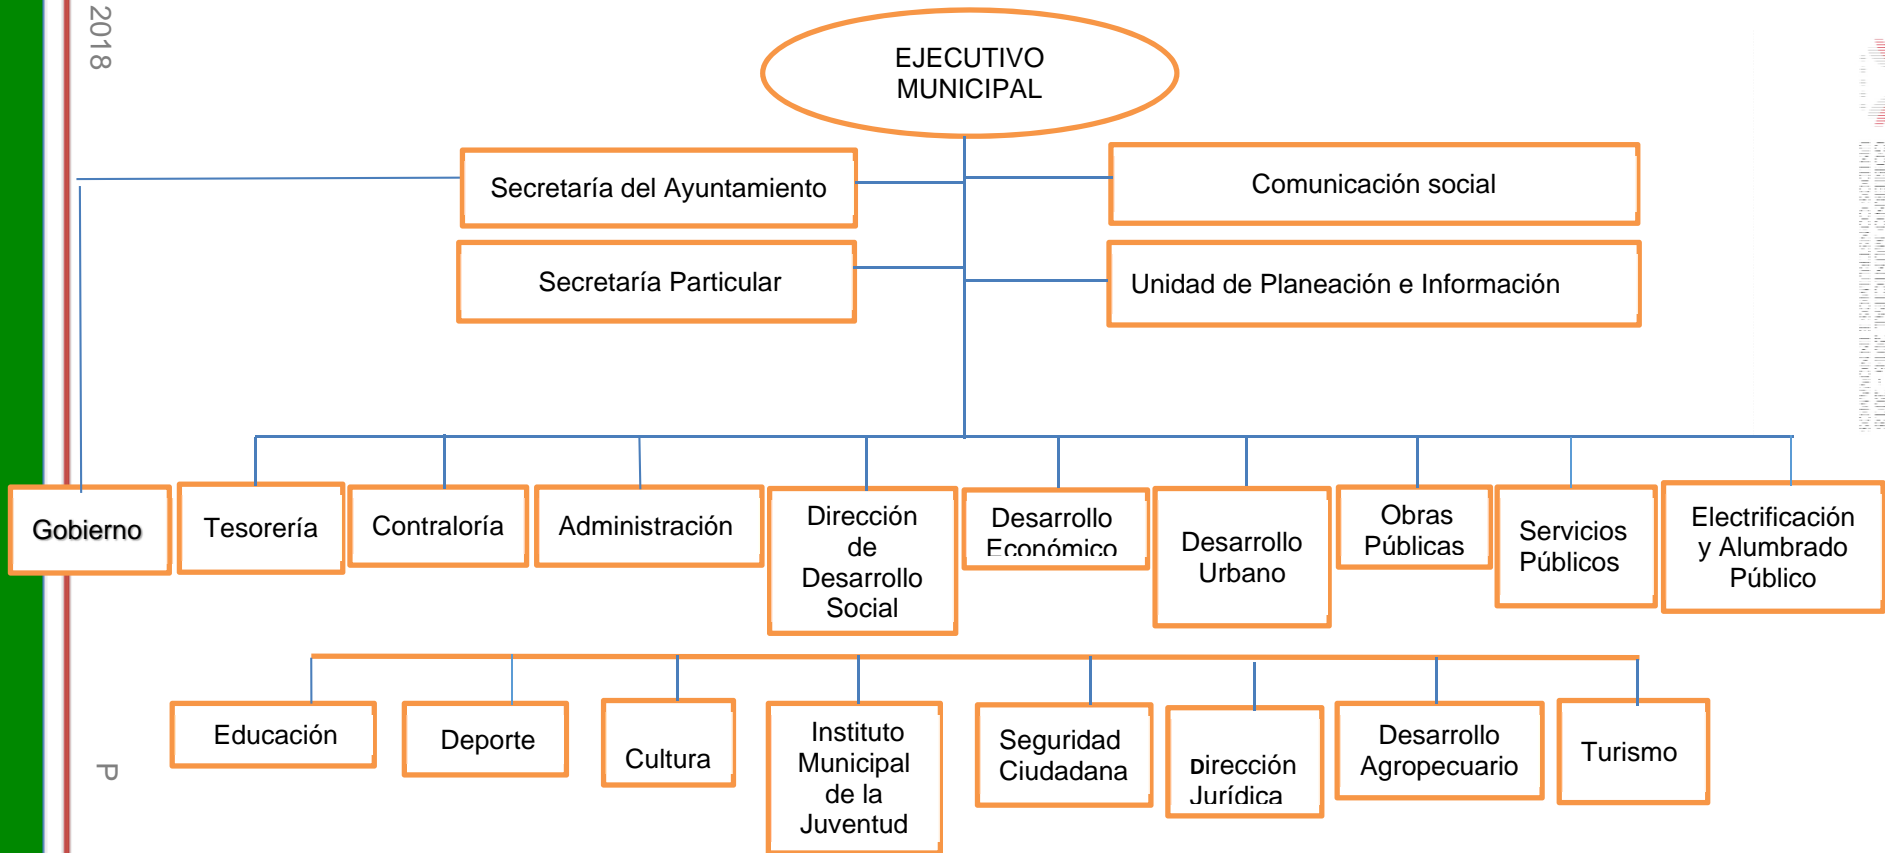 2018
EJECUTIVO
MUNICIPAL
Secretaría del Ayuntamiento
Comunicación social
Secretaría Particular
Unidad de Planeación e Información
Gobierno
Tesorería
Contraloría
Administración
Dirección
de
Desarrollo
Social
Desarrollo
Económico
Desarrollo
Urbano
Obras
Públicas
Servicios
Públicos
Electrificación
y Alumbrado
Público
Educación
Deporte
Cultura
Instituto
Municipal
de la
Juventud
Seguridad
Ciudadana
Dirección
Jurídica
Desarrollo
Agropecuario
Turismo
P